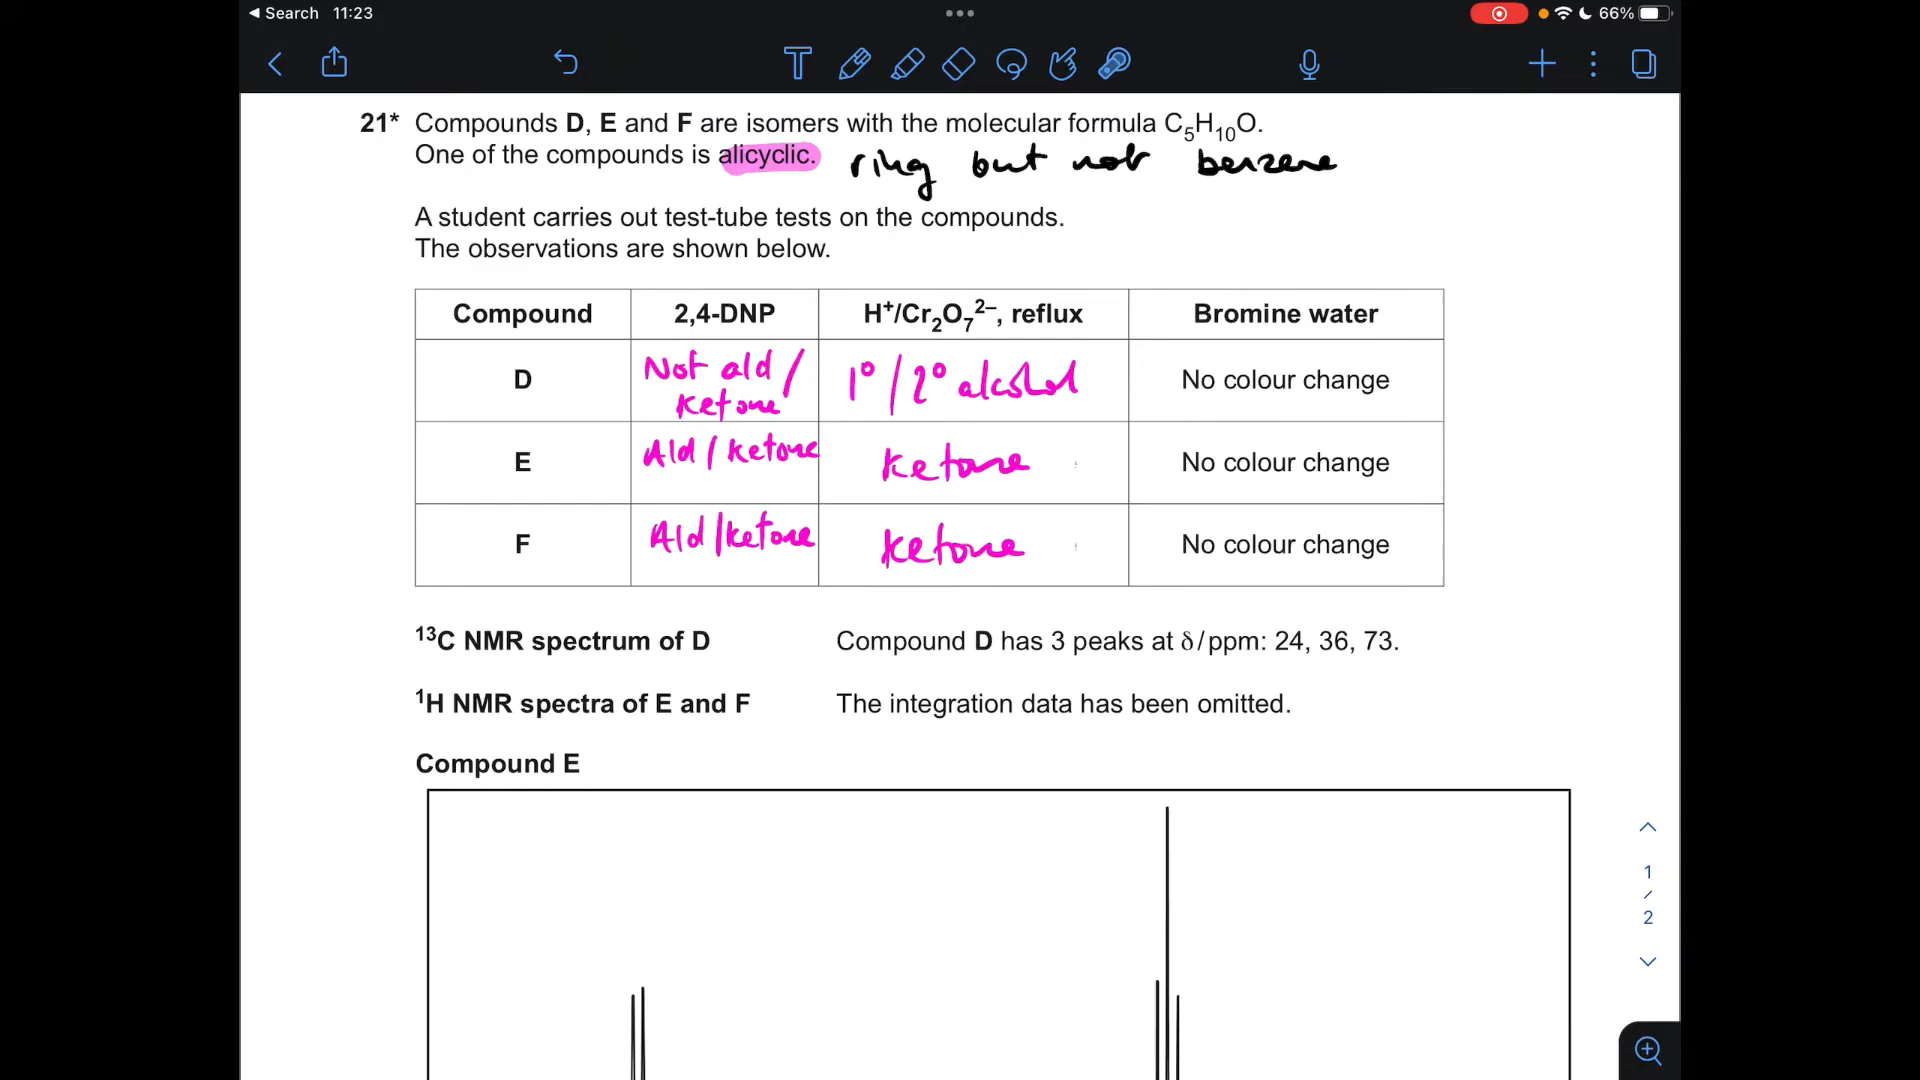 Search 11:23
66%
21* Compounds D, E and F are isomers with the molecular formula C₅H₁₀O.
One of the compounds is alicyclic. ring but not benzene
A student carries out test-tube tests on the compounds.
The observations are shown below.
Compound 2,4-DNP H⁺/Cr₂O₇²⁻, reflux Bromine water
D Not ald / ketone 1° / 2° alcohol No colour change
E Ald / ketone ketone No colour change
F Ald / ketone ketone No colour change
¹³C NMR spectrum of D Compound D has 3 peaks at δ/ppm: 24, 36, 73.
¹H NMR spectra of E and F The integration data has been omitted.
Compound E
1
/
2